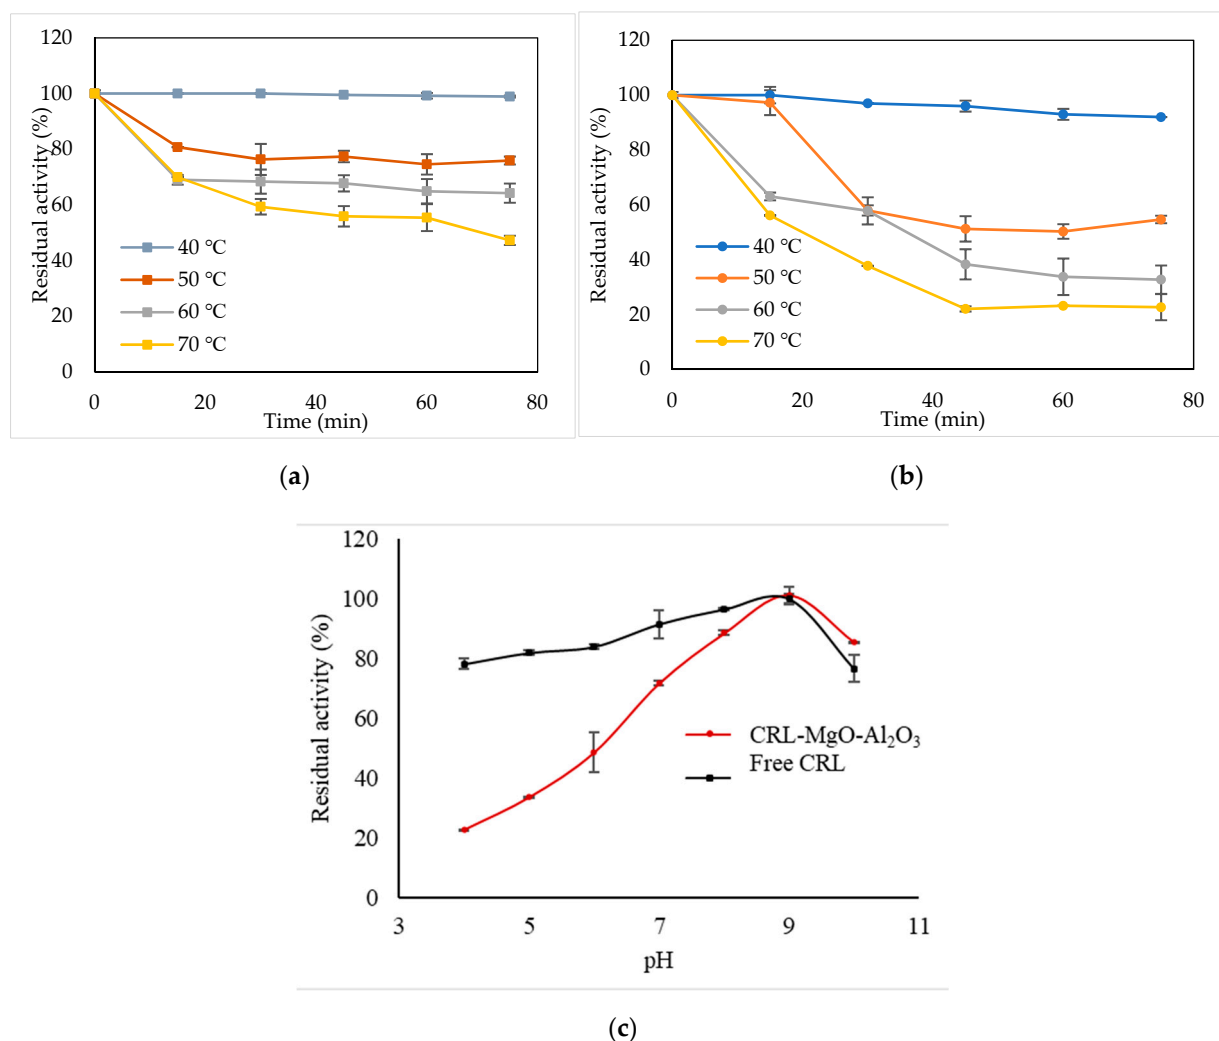 120
100
80
60
40
20
0
Residual activity (%)
40 °C
50 °C
60 °C
70 °C
0 20 40 60 80
Time (min)
(a)
120
100
80
60
40
20
0
Residual activity (%)
40 °C
50 °C
60 °C
70 °C
0 20 40 60 80
Time (min)
(b)
120
100
80
60
40
20
0
Residual activity (%)
CRL-MgO-Al₂O₃
Free CRL
3 5 7 9 11
pH
(c)